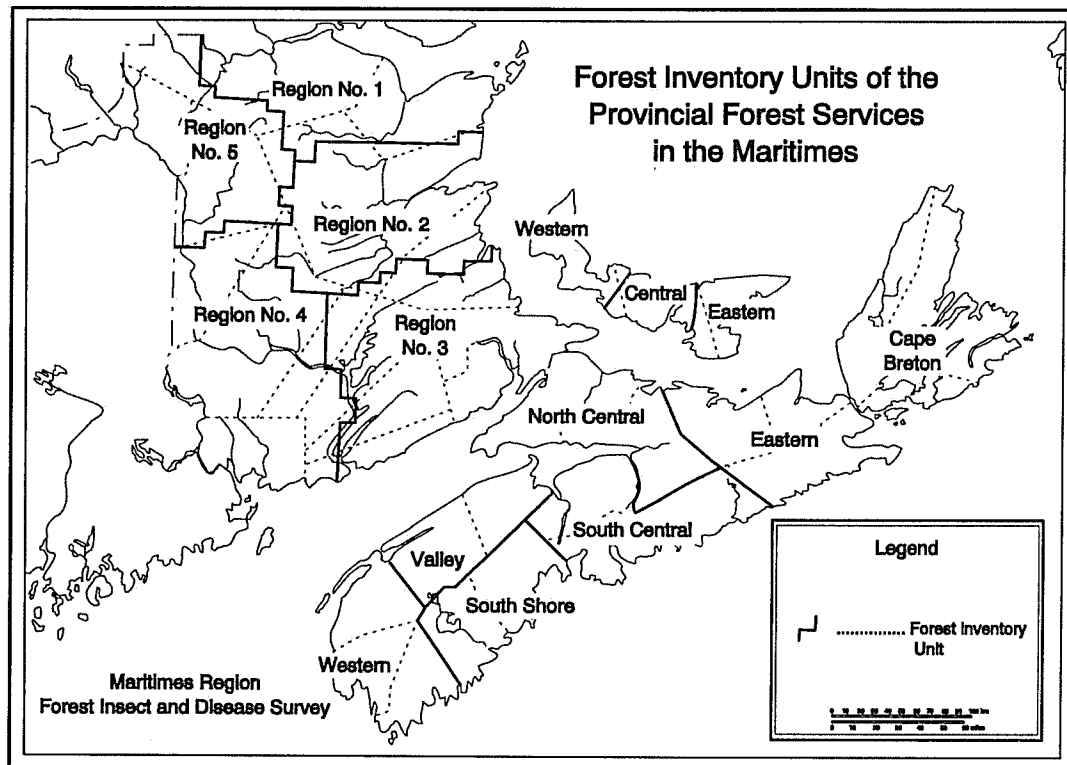 Forest Inventory Units of the
Provincial Forest Services
in the Maritimes
Region No. 1
Region
No. 5
Region No. 2
Region No. 4
Region
No. 3
Western
Central
Eastern
Cape
Breton
North Central
Eastern
South Central
Valley
South Shore
Western
Maritimes Region
Forest Insect and Disease Survey
Legend
Forest Inventory
Unit